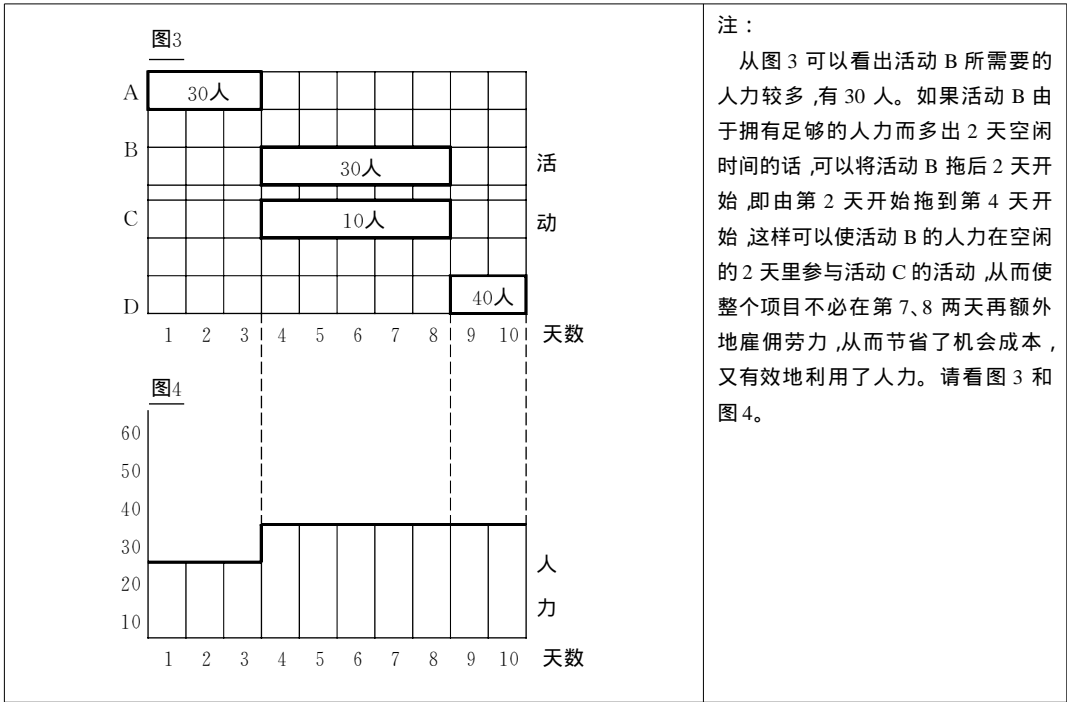 图3
A 30人
B 30人 活
C 10人 动
D 40人
1 2 3 4 5 6 7 8 9 10 天数
图4
60
50
40
30
人
20
力
10
1 2 3 4 5 6 7 8 9 10 天数
注：
从图 3 可以看出活动 B 所需要的
人力较多,有 30 人。如果活动 B 由
于拥有足够的人力而多出 2 天空闲
时间的话,可以将活动 B 拖后 2 天开
始,即由第 2 天开始拖到第 4 天开
始,这样可以使活动 B 的人力在空闲
的 2 天里参与活动 C 的活动,从而使
整个项目不必在第 7、8 两天再额外
地雇佣劳力,从而节省了机会成本,
又有效地利用了人力。请看图 3 和
图 4。